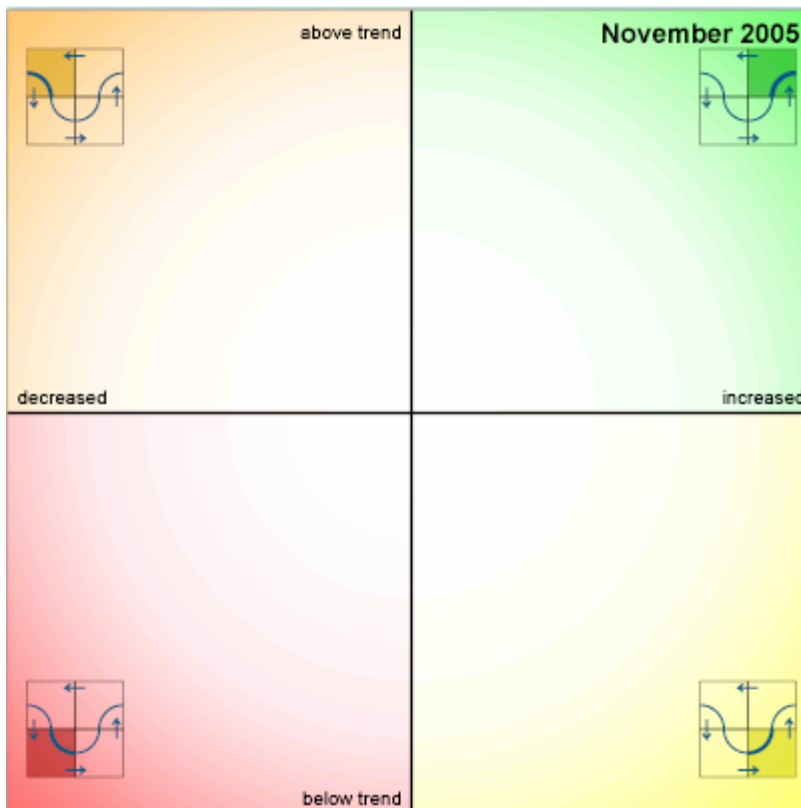 above trend
November 2005
decreased
increased
below trend